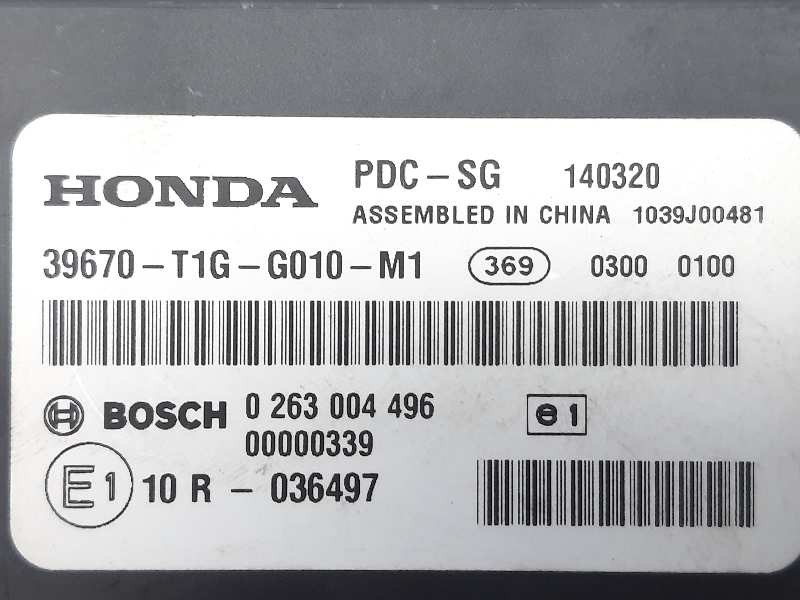 HONDA PDC-SG 140320
ASSEMBLED IN CHINA 1039J00481
39670-T1G-G010-M1 369 0300 0100
BOSCH 0 263 004 496 e1
00000339
E1 10 R - 036497